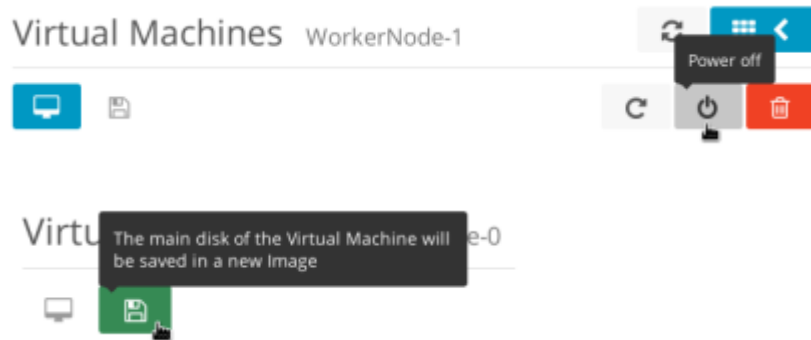 Virtual Machines WorkerNode-1
Power off
Virtu e-0
The main disk of the Virtual Machine will
be saved in a new Image